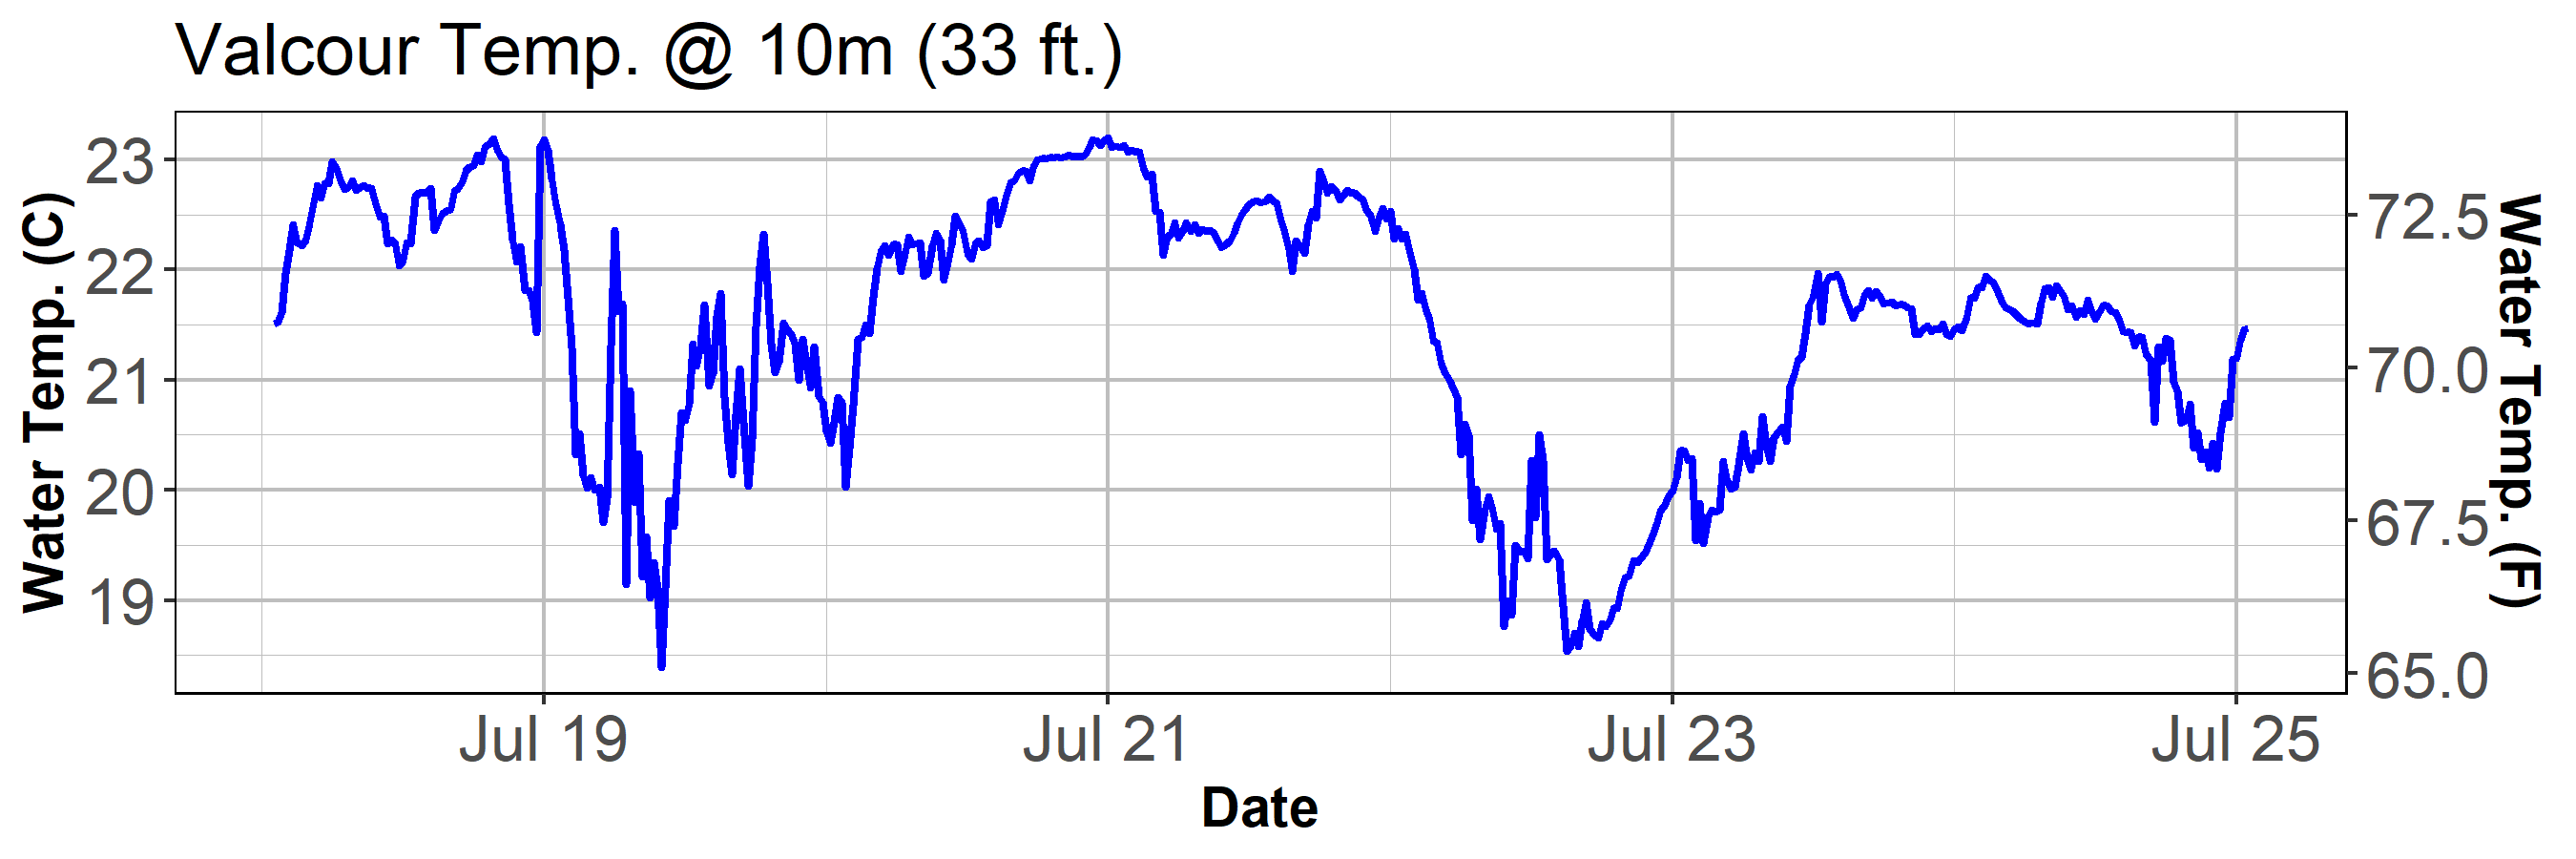 Valcour Temp. @ 10m (33 ft.)
Water Temp. (C)
23
22
21
20
19
72.5
70.0
67.5
65.0
Water Temp. (F)
Jul 19 Jul 21 Jul 23 Jul 25
Date